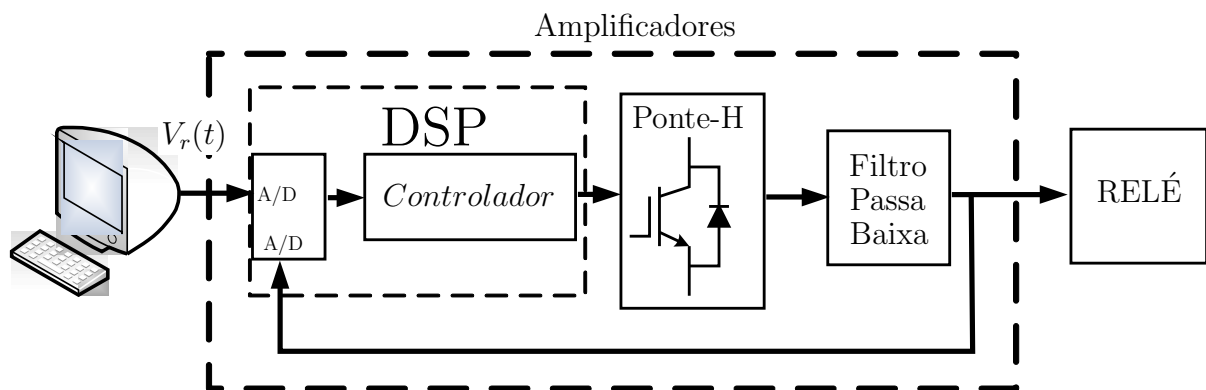 Amplificadores
V_r(t)
DSP
A/D
A/D
Controlador
Ponte-H
Filtro
Passa
Baixa
RELÉ